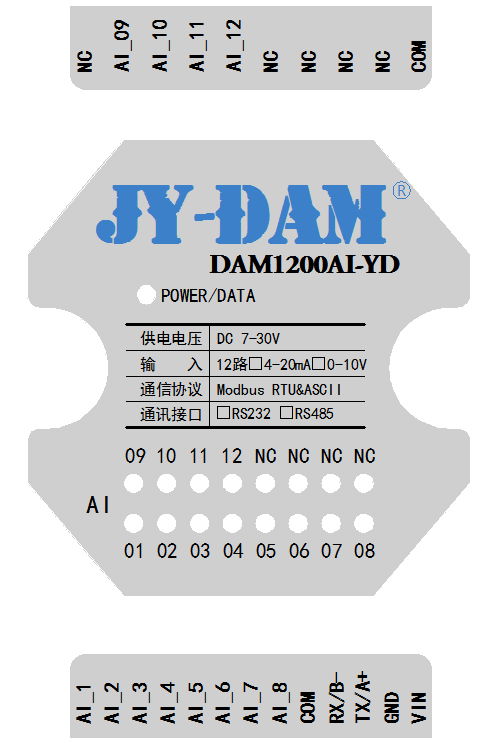 NC AI_09 AI_10 AI_11 AI_12 NC NC NC NC COM
JY-DAM®
DAM1200AI-YD
POWER/DATA
供电电压 DC 7-30V
输 入 12路□4-20mA□0-10V
通信协议 Modbus RTU&ASCII
通讯接口 □RS232 □RS485
09 10 11 12 NC NC NC NC
AI
01 02 03 04 05 06 07 08
AI_1 AI_2 AI_3 AI_4 AI_5 AI_6 AI_7 AI_8 COM RX/B- TX/A+ GND VIN